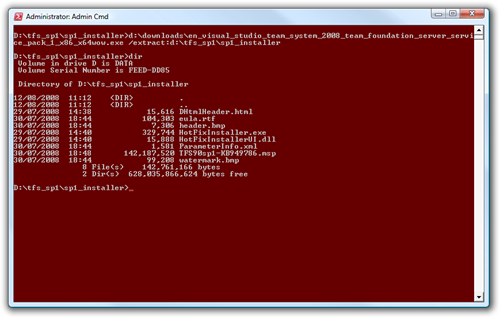 Administrator: Admin Cmd
D:\tfs_sp1\sp1_installer>d:\downloads\en_visual_studio_team_system_2008_team_foundation_server_servi
ce_pack_1_x86_x64wow.exe /extract:d:\tfs_sp1\sp1_installer
D:\tfs_sp1\sp1_installer>dir
Volume in drive D is DATA
Volume Serial Number is FEED-DD85
Directory of D:\tfs_sp1\sp1_installer
12/08/2008 11:12 <DIR> .
12/08/2008 11:12 <DIR> ..
29/07/2008 14:38 15,616 DHtmlHeader.html
30/07/2008 18:44 104,303 eula.rtf
30/07/2008 18:44 7,306 header.bmp
29/07/2008 14:40 329,744 HotFixInstaller.exe
29/07/2008 14:40 15,888 HotFixInstallerUI.dll
30/07/2008 18:44 1,581 ParameterInfo.xml
30/07/2008 18:48 142,187,520 TFS90sp1-KB949786.msp
30/07/2008 18:44 99,208 watermark.bmp
8 File(s) 142,761,166 bytes
2 Dir(s) 628,035,866,624 bytes free
D:\tfs_sp1\sp1_installer>_